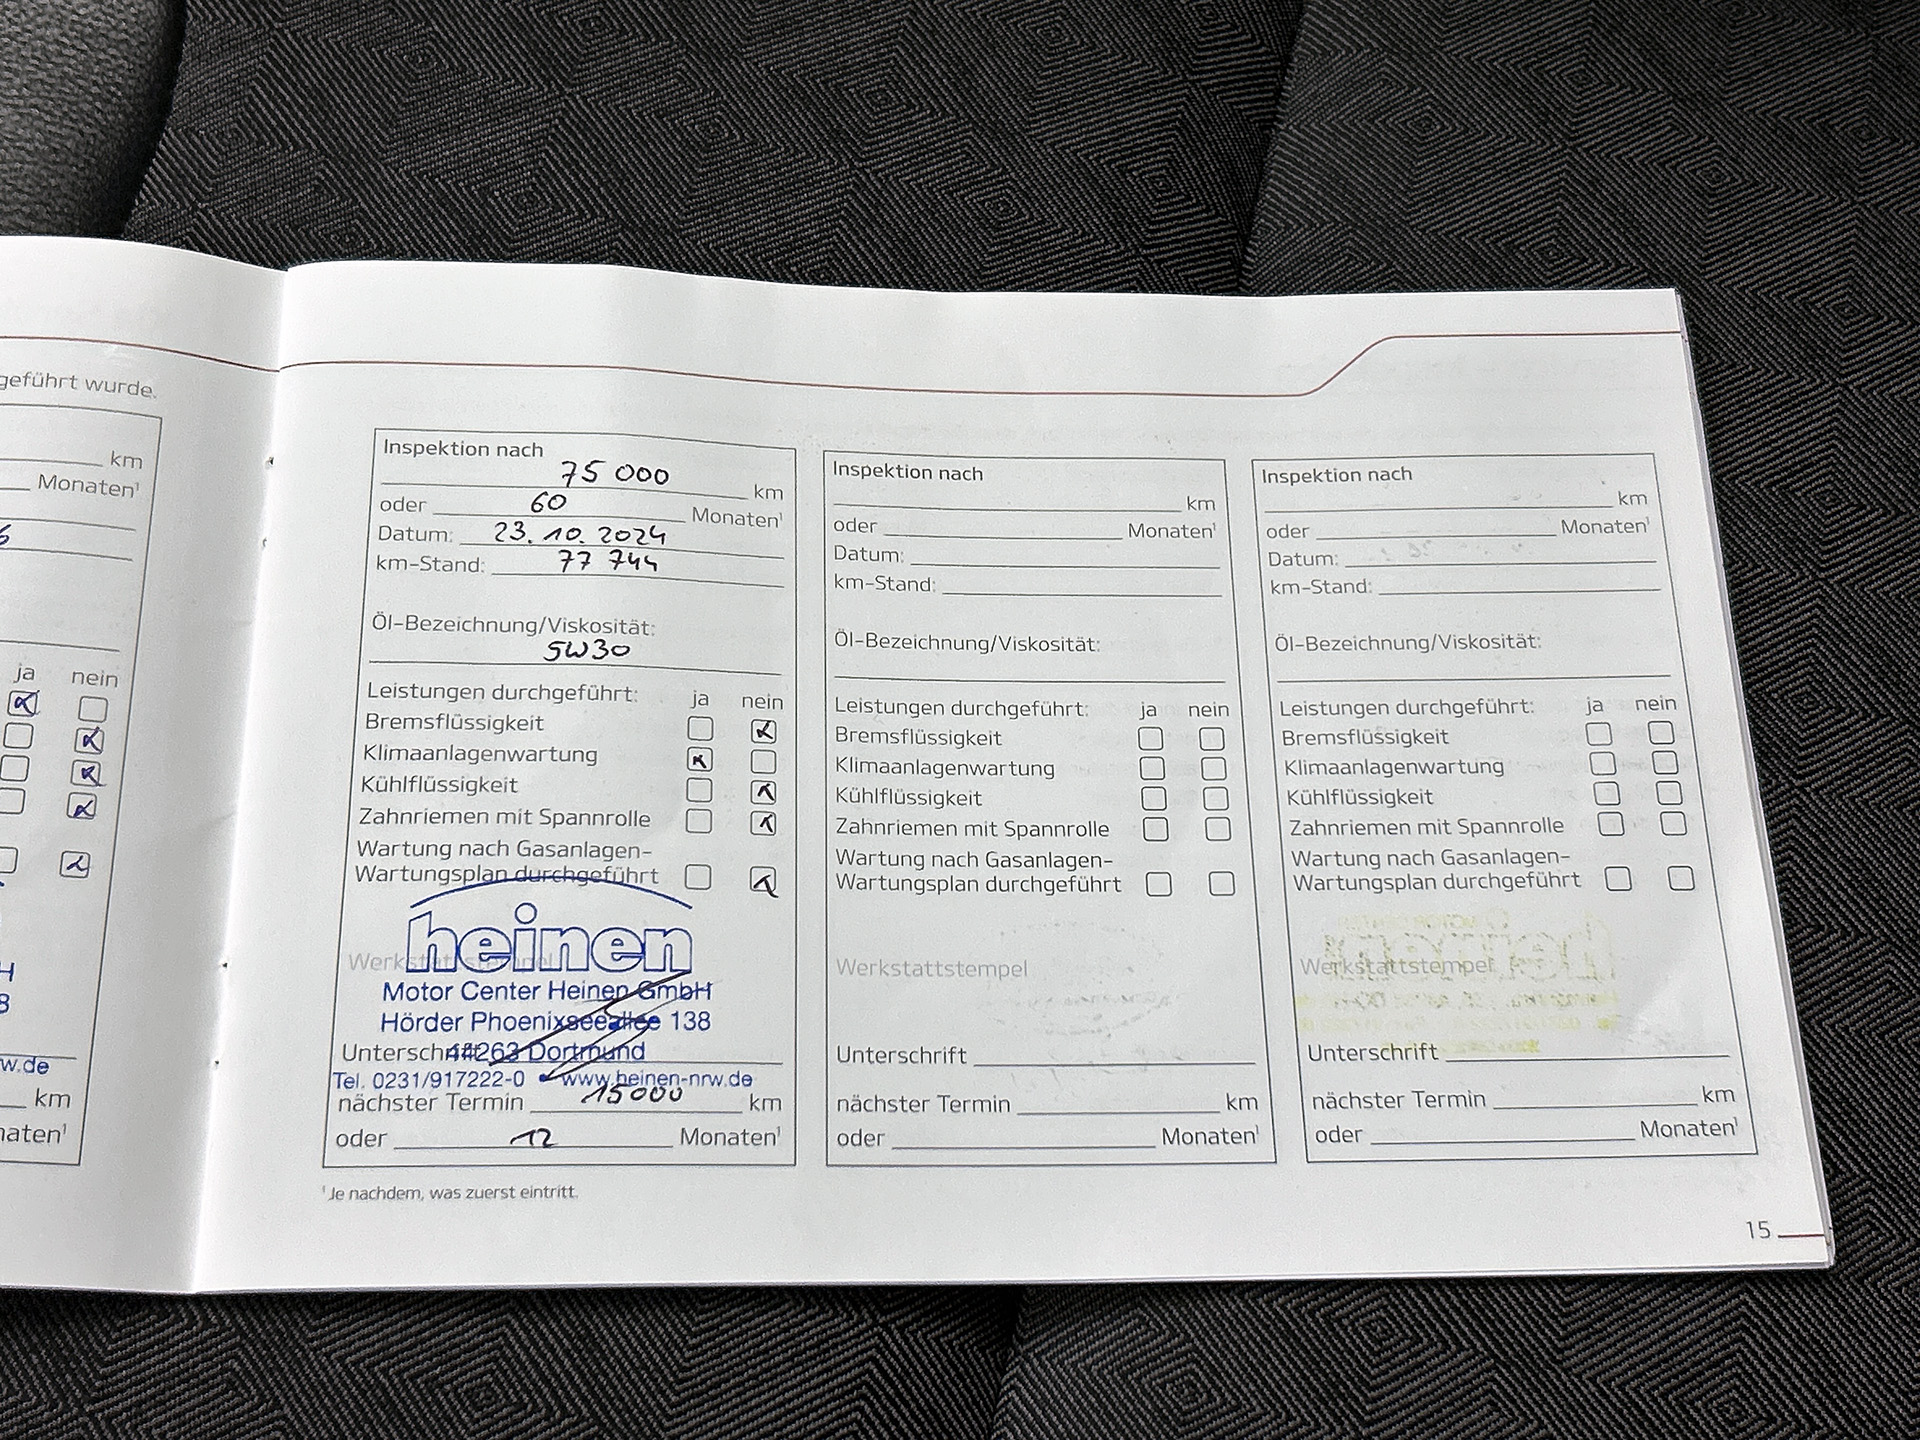 geführt wurde.
km
Monaten¹
6
ja nein
H
8
w.de
km
naten¹
Inspektion nach
75 000 km
oder 60 Monaten¹
Datum: 23. 10. 2024
km-Stand: 77 744
Öl-Bezeichnung/Viskosität:
5W30
Leistungen durchgeführt: ja nein
Bremsflüssigkeit
Klimaanlagenwartung
Kühlflüssigkeit
Zahnriemen mit Spannrolle
Wartung nach Gasanlagen-
Wartungsplan durchgeführt
heinen
Werkstattstempel
Motor Center Heinen GmbH
Hörder Phoenixseeallee 138
Unterschrift
44263 Dortmund
Tel. 0231/917222-0 www.heinen-nrw.de
nächster Termin 15000 km
oder 12 Monaten¹
Inspektion nach
km
oder Monaten¹
Datum:
km-Stand:
Öl-Bezeichnung/Viskosität:
Leistungen durchgeführt: ja nein
Bremsflüssigkeit
Klimaanlagenwartung
Kühlflüssigkeit
Zahnriemen mit Spannrolle
Wartung nach Gasanlagen-
Wartungsplan durchgeführt
Werkstattstempel
Unterschrift
nächster Termin km
oder Monaten¹
Inspektion nach
km
oder Monaten¹
Datum:
km-Stand:
Öl-Bezeichnung/Viskosität:
Leistungen durchgeführt: ja nein
Bremsflüssigkeit
Klimaanlagenwartung
Kühlflüssigkeit
Zahnriemen mit Spannrolle
Wartung nach Gasanlagen-
Wartungsplan durchgeführt
Werkstattstempel
Unterschrift
nächster Termin km
oder Monaten¹
¹ Je nachdem, was zuerst eintritt.
15